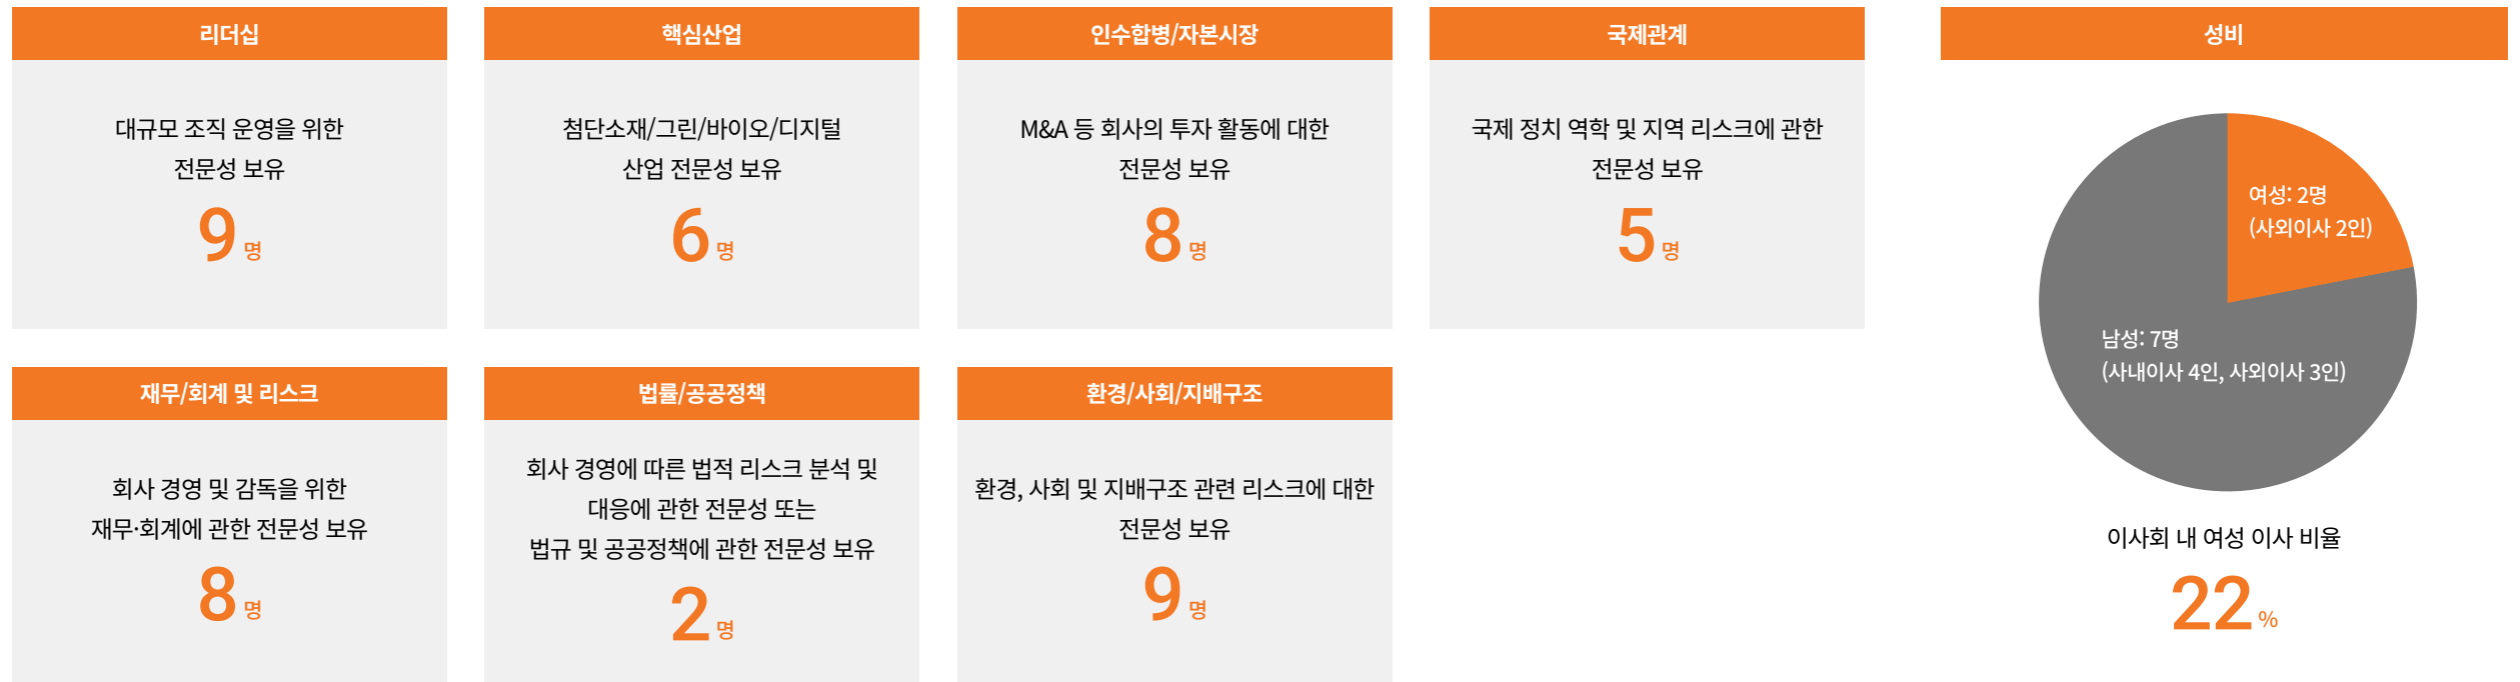 리더십
대규모 조직 운영을 위한
전문성 보유
9 명
핵심산업
첨단소재/그린/바이오/디지털
산업 전문성 보유
6 명
인수합병/자본시장
M&A 등 회사의 투자 활동에 대한
전문성 보유
8 명
국제관계
국제 정치 역학 및 지역 리스크에 관한
전문성 보유
5 명
재무/회계 및 리스크
회사 경영 및 감독을 위한
재무·회계에 관한 전문성 보유
8 명
법률/공공정책
회사 경영에 따른 법적 리스크 분석 및
대응에 관한 전문성 또는
법규 및 공공정책에 관한 전문성 보유
2 명
환경/사회/지배구조
환경, 사회 및 지배구조 관련 리스크에 대한
전문성 보유
9 명
성비
여성: 2명
(사외이사 2인)
남성: 7명
(사내이사 4인, 사외이사 3인)
이사회 내 여성 이사 비율
22 %